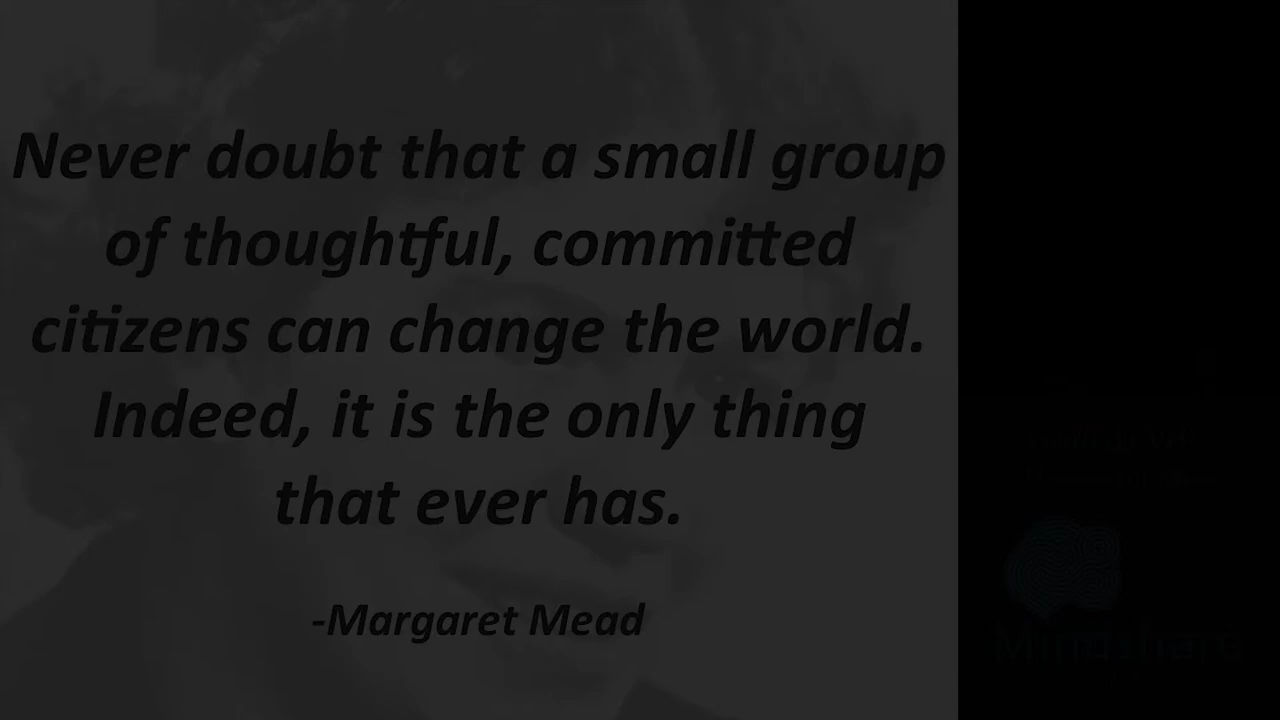 Never doubt that a small group
of thoughtful, committed
citizens can change the world.
Indeed, it is the only thing
that ever has.
-Margaret Mead